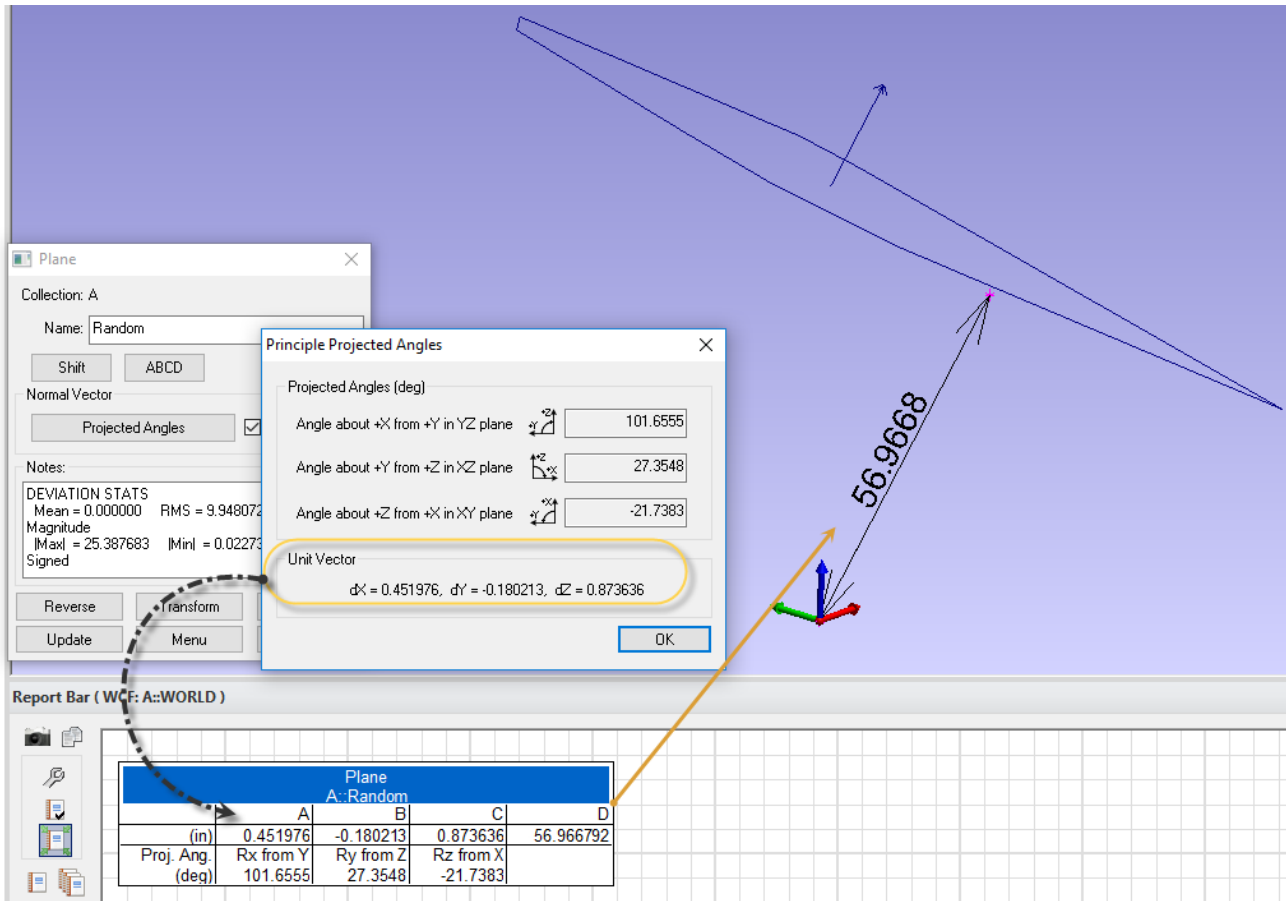 56.9668
Plane
Collection: A
Name: Random
Shift ABCD
Normal Vector
Projected Angles
Notes:
DEVIATION STATS
Mean = 0.000000 RMS = 9.948072
Magnitude
|Max| = 25.387683 |Min| = 0.02273
Signed
Reverse Transform
Update Menu
Principle Projected Angles
Projected Angles (deg)
Angle about +X from +Y in YZ plane +Z +Y 101.6555
Angle about +Y from +Z in XZ plane +Z +X 27.3548
Angle about +Z from +X in XY plane +X +Y -21.7383
Unit Vector
dX = 0.451976, dY = -0.180213, dZ = 0.873636
OK
Report Bar ( WCF: A::WORLD )
Plane
A::Random
A B C D
(in) 0.451976 -0.180213 0.873636 56.966792
Proj. Ang. Rx from Y Ry from Z Rz from X
(deg) 101.6555 27.3548 -21.7383